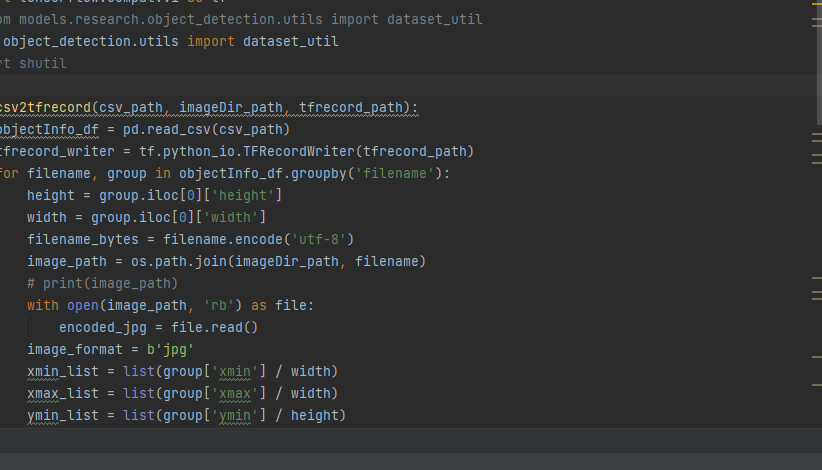 om models.research.object_detection.utils import dataset_util
object_detection.utils import dataset_util
rt shutil
csv2tfrecord(csv_path, imageDir_path, tfrecord_path):
objectInfo_df = pd.read_csv(csv_path)
tfrecord_writer = tf.python_io.TFRecordWriter(tfrecord_path)
for filename, group in objectInfo_df.groupby('filename'):
height = group.iloc[0]['height']
width = group.iloc[0]['width']
filename_bytes = filename.encode('utf-8')
image_path = os.path.join(imageDir_path, filename)
# print(image_path)
with open(image_path, 'rb') as file:
encoded_jpg = file.read()
image_format = b'jpg'
xmin_list = list(group['xmin'] / width)
xmax_list = list(group['xmax'] / width)
ymin_list = list(group['ymin'] / height)